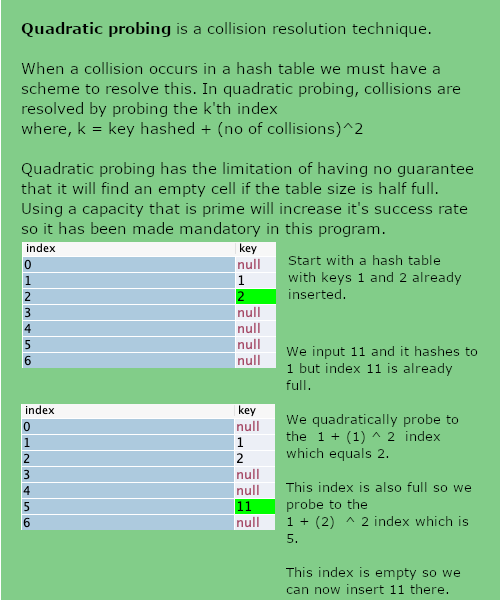 Quadratic probing is a collision resolution technique.
When a collision occurs in a hash table we must have a
scheme to resolve this. In quadratic probing, collisions are
resolved by probing the k'th index
where, k = key hashed + (no of collisions)^2
Quadratic probing has the limitation of having no guarantee
that it will find an empty cell if the table size is half full.
Using a capacity that is prime will increase it's success rate
so it has been made mandatory in this program.
index key
0 null
1 1
2 2
3 null
4 null
5 null
6 null
Start with a hash table
with keys 1 and 2 already
inserted.
We input 11 and it hashes to
1 but index 11 is already
full.
index key
0 null
1 1
2 2
3 null
4 null
5 11
6 null
We quadratically probe to
the 1 + (1) ^ 2 index
which equals 2.
This index is also full so we
probe to the
1 + (2) ^ 2 index which is
5.
This index is empty so we
can now insert 11 there.